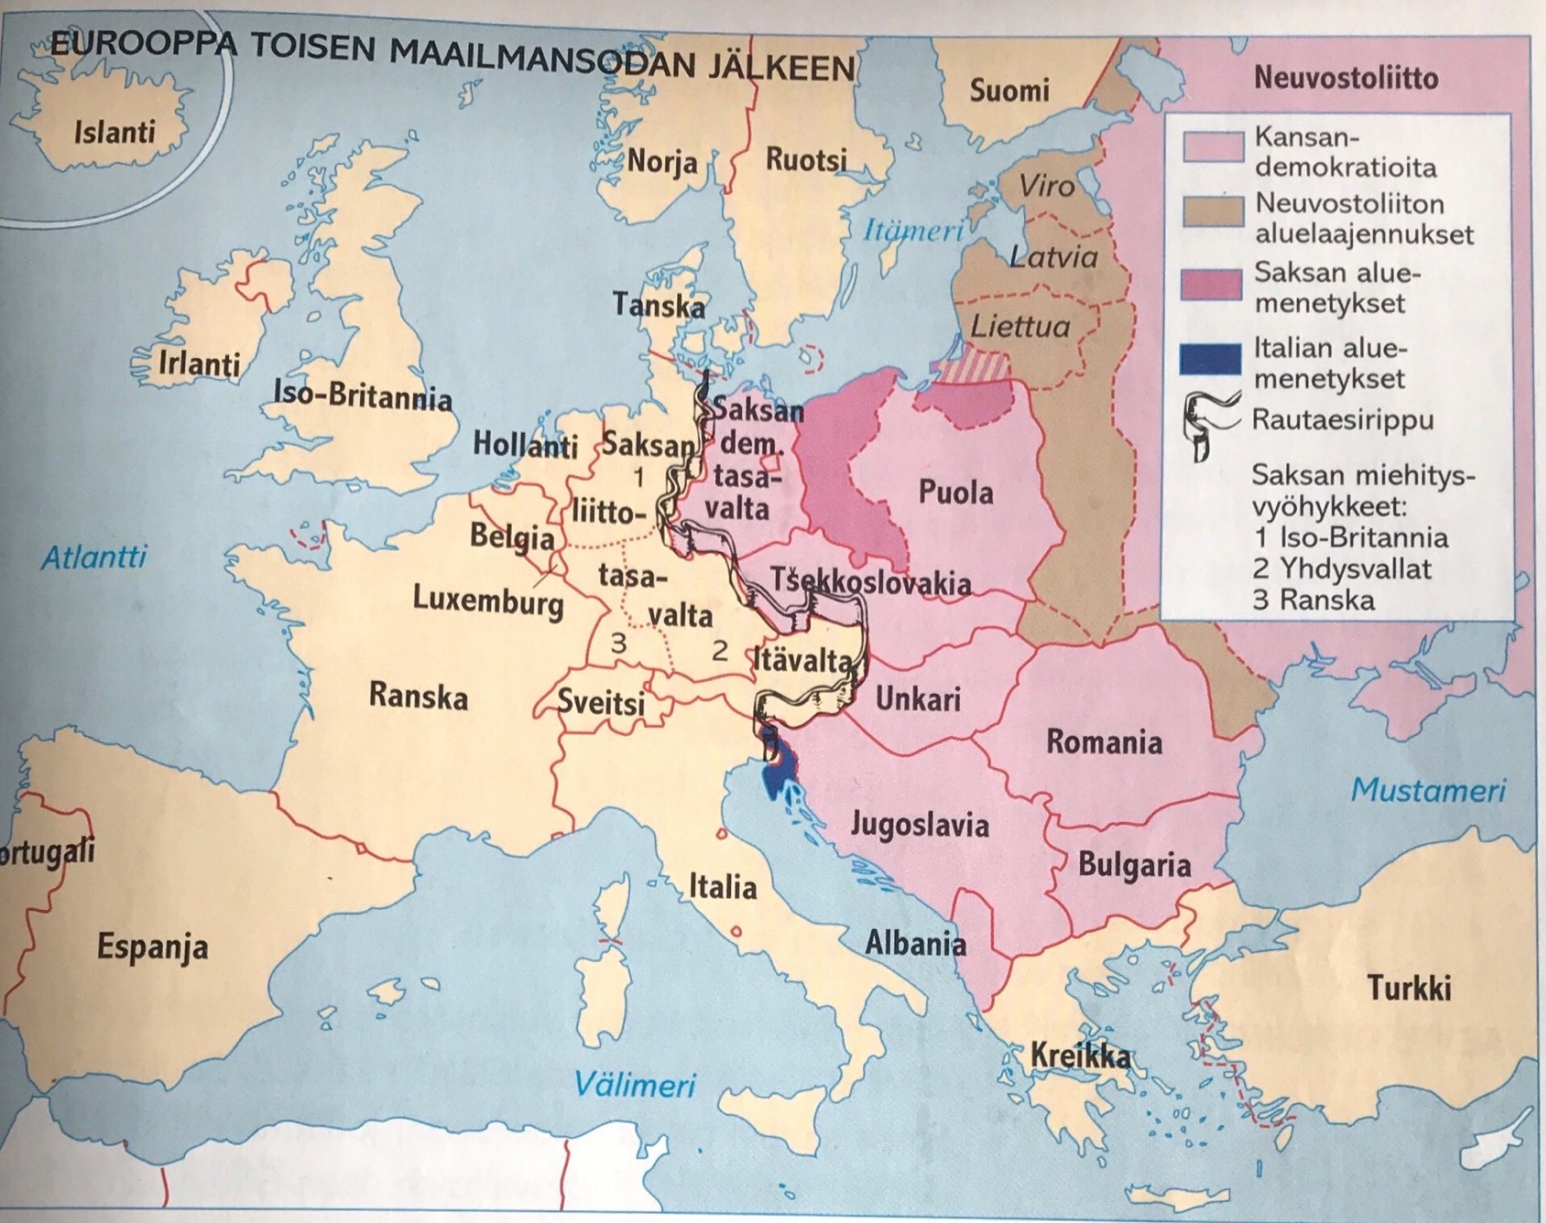 EUROOPPA TOISEN MAAILMANSODAN JÄLKEEN
Islanti
Norja
Ruotsi
Suomi
Neuvostoliitto
Kansan-
demokratioita
Neuvostoliiton
aluelaajennukset
Saksan alue-
menetykset
Italian alue-
menetykset
Rautaesirippu
Saksan miehitys-
vyöhykkeet:
1 Iso-Britannia
2 Yhdysvallat
3 Ranska
Viro
Itämeri
Latvia
Liettua
Tanska
Irlanti
Iso-Britannia
Hollanti
Saksan
1
liitto-
tasa-
valta
3
2
Saksan
dem.
tasa-
valta
Puola
Belgia
Luxemburg
Atlantti
Tšekkoslovakia
Itävalta
Ranska
Sveitsi
Unkari
Romania
Mustameri
Jugoslavia
Bulgaria
ortugali
Espanja
Italia
Albania
Turkki
Kreikka
Välimeri